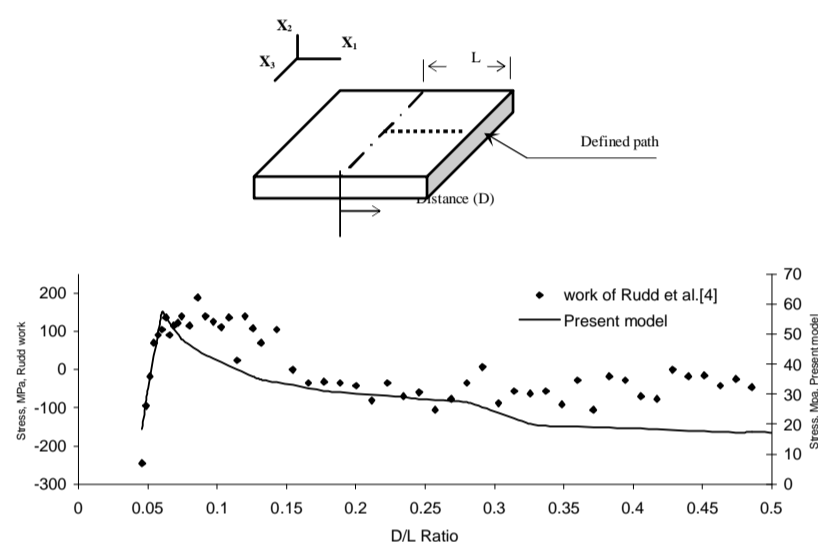 X2
X1
X3
L
Defined path
Distance (D)
work of Rudd et al.[4]
Present model
Stress, MPa, Rudd work
200
100
0
-100
-200
-300
70
60
50
40
30
20
10
0
Stress, Mpa, Present model
0
0.05
0.1
0.15
0.2
0.25
0.3
0.35
0.4
0.45
0.5
D/L Ratio